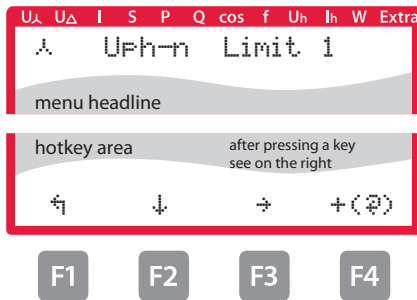 U⅄ U△ I S P Q cos f Uh Ih W Extra
⅄ Uph-n Limit 1
menu headline
hotkey area
after pressing a key
see on the right
↰ ↓ → +(⟳)
F1 F2 F3 F4